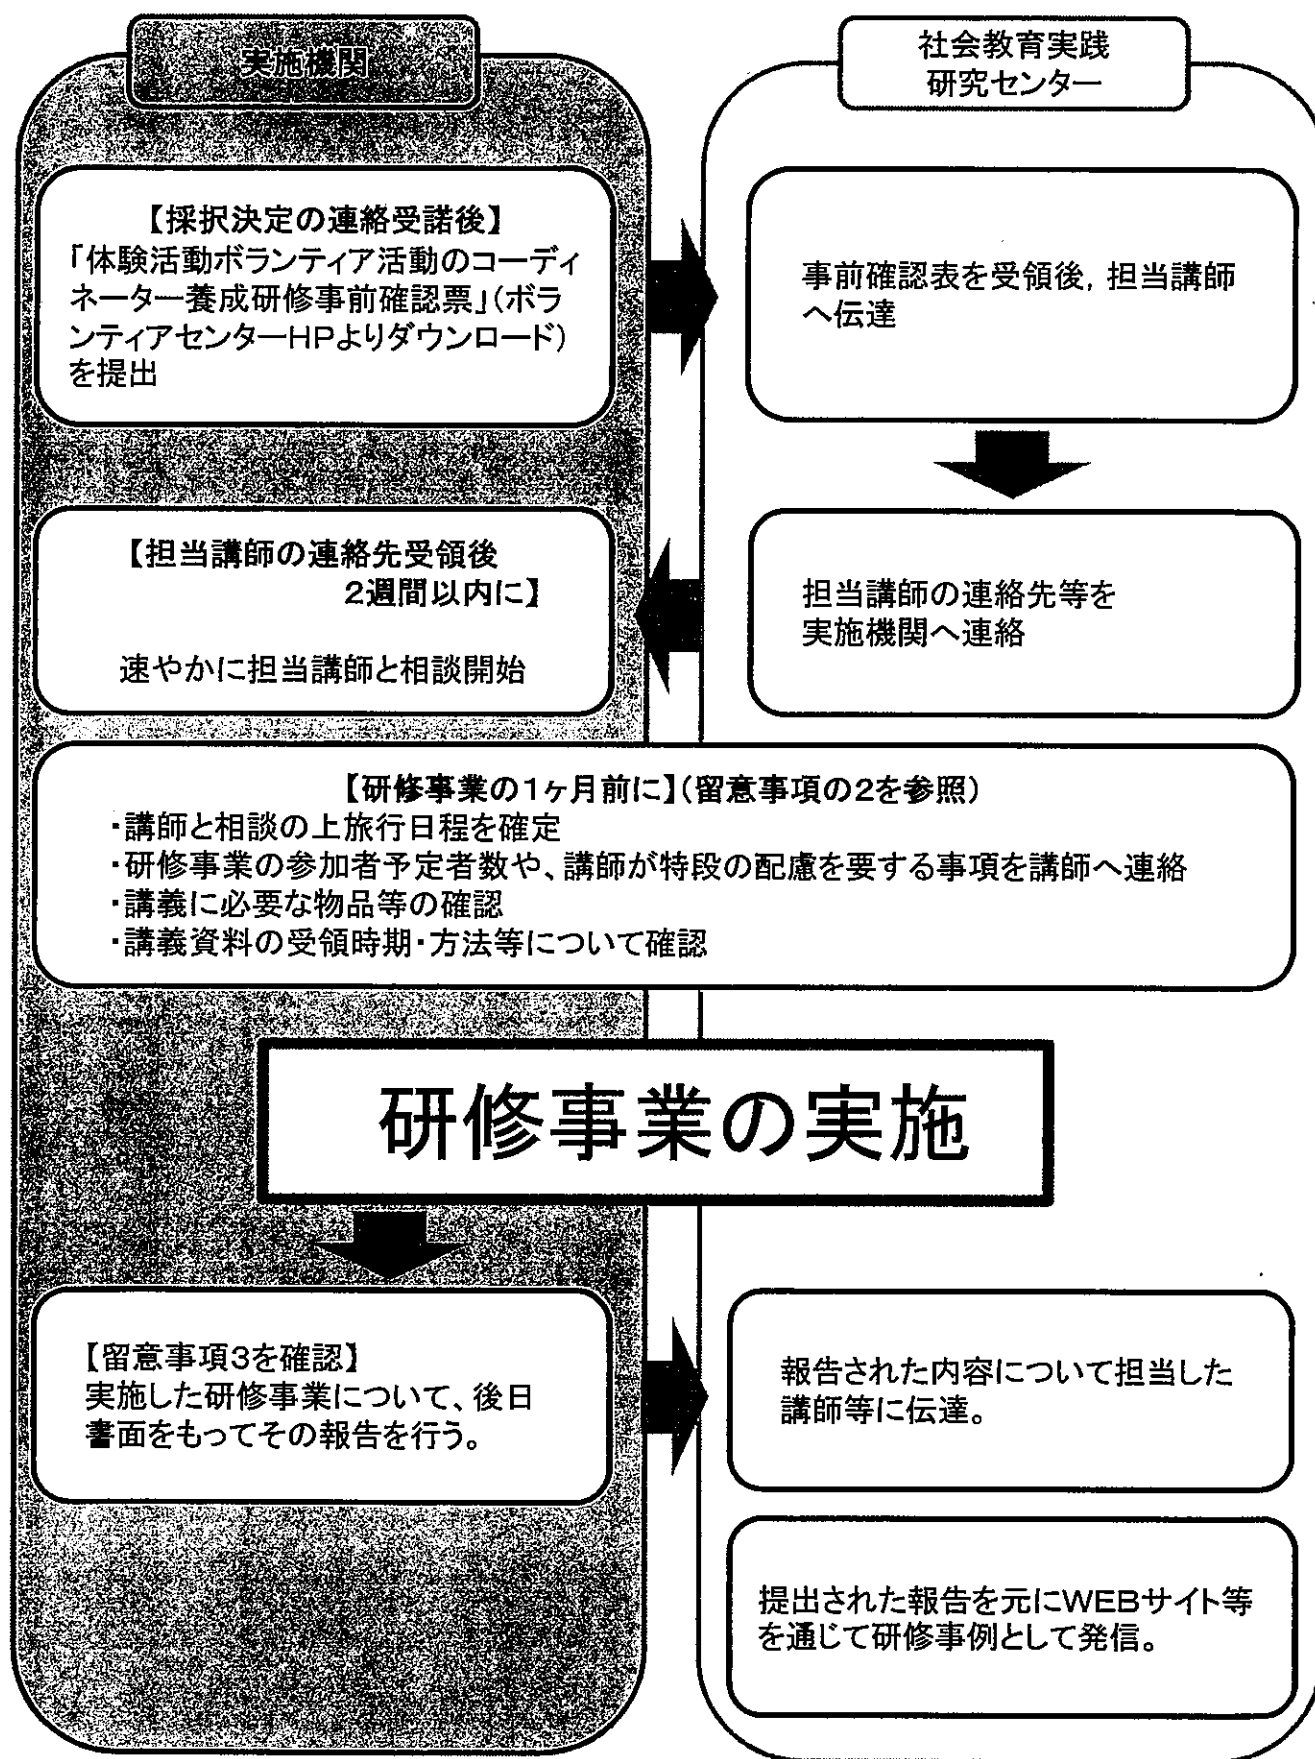 実施機関
社会教育実践
研究センター
【採択決定の連絡受諾後】
「体験活動ボランティア活動のコーディ
ネーター養成研修事前確認票」（ボラ
ンティアセンターHPよりダウンロード）
を提出
事前確認表を受領後，担当講師
へ伝達
担当講師の連絡先等を
実施機関へ連絡
【担当講師の連絡先受領後
2週間以内に】
速やかに担当講師と相談開始
【研修事業の1ヶ月前に】（留意事項の2を参照）
・講師と相談の上旅行日程を確定
・研修事業の参加者予定者数や、講師が特段の配慮を要する事項を講師へ連絡
・講義に必要な物品等の確認
・講義資料の受領時期・方法等について確認
研修事業の実施
【留意事項3を確認】
実施した研修事業について、後日
書面をもってその報告を行う。
報告された内容について担当した
講師等に伝達。
提出された報告を元にWEBサイト等
を通じて研修事例として発信。